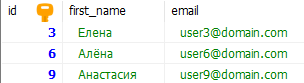 id first_name email
3 Елена user3@domain.com
6 Алёна user6@domain.com
9 Анастасия user9@domain.com